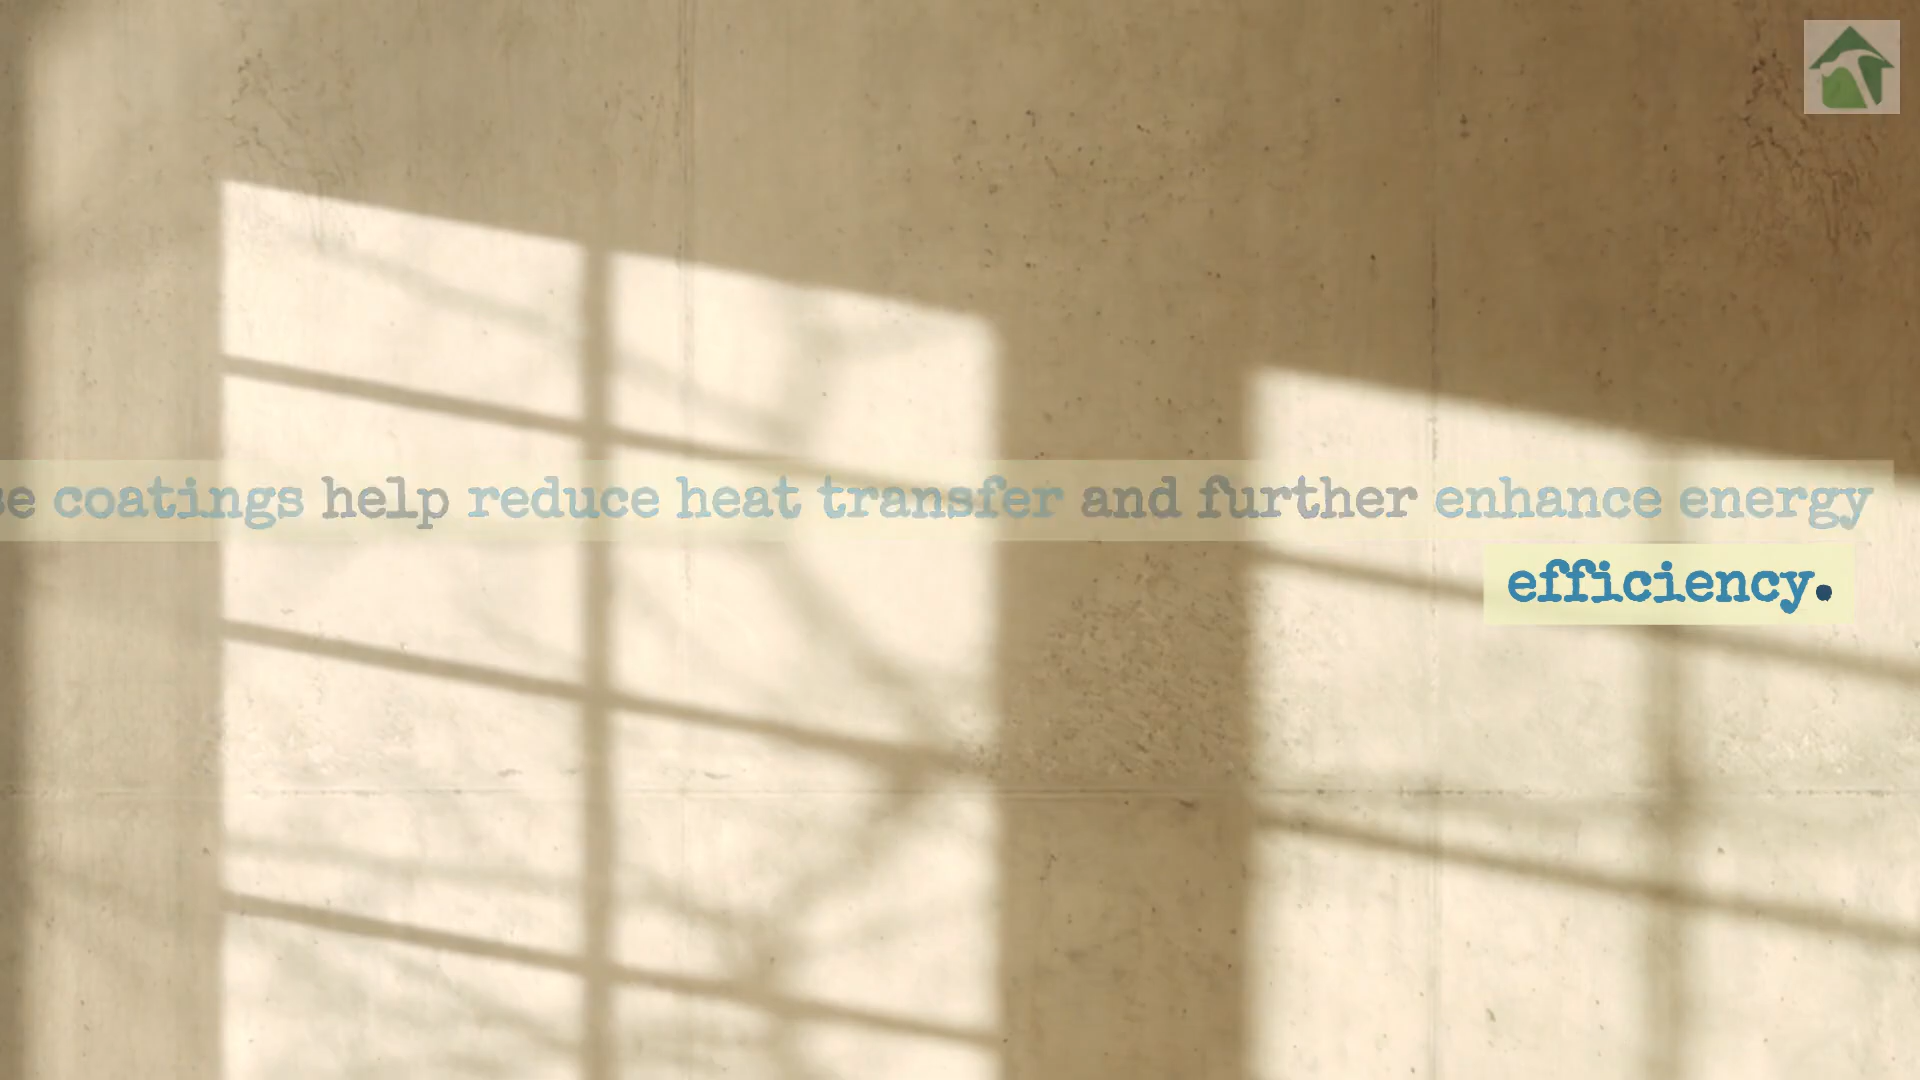 coatings help reduce heat transfer and further enhance energy
efficiency.